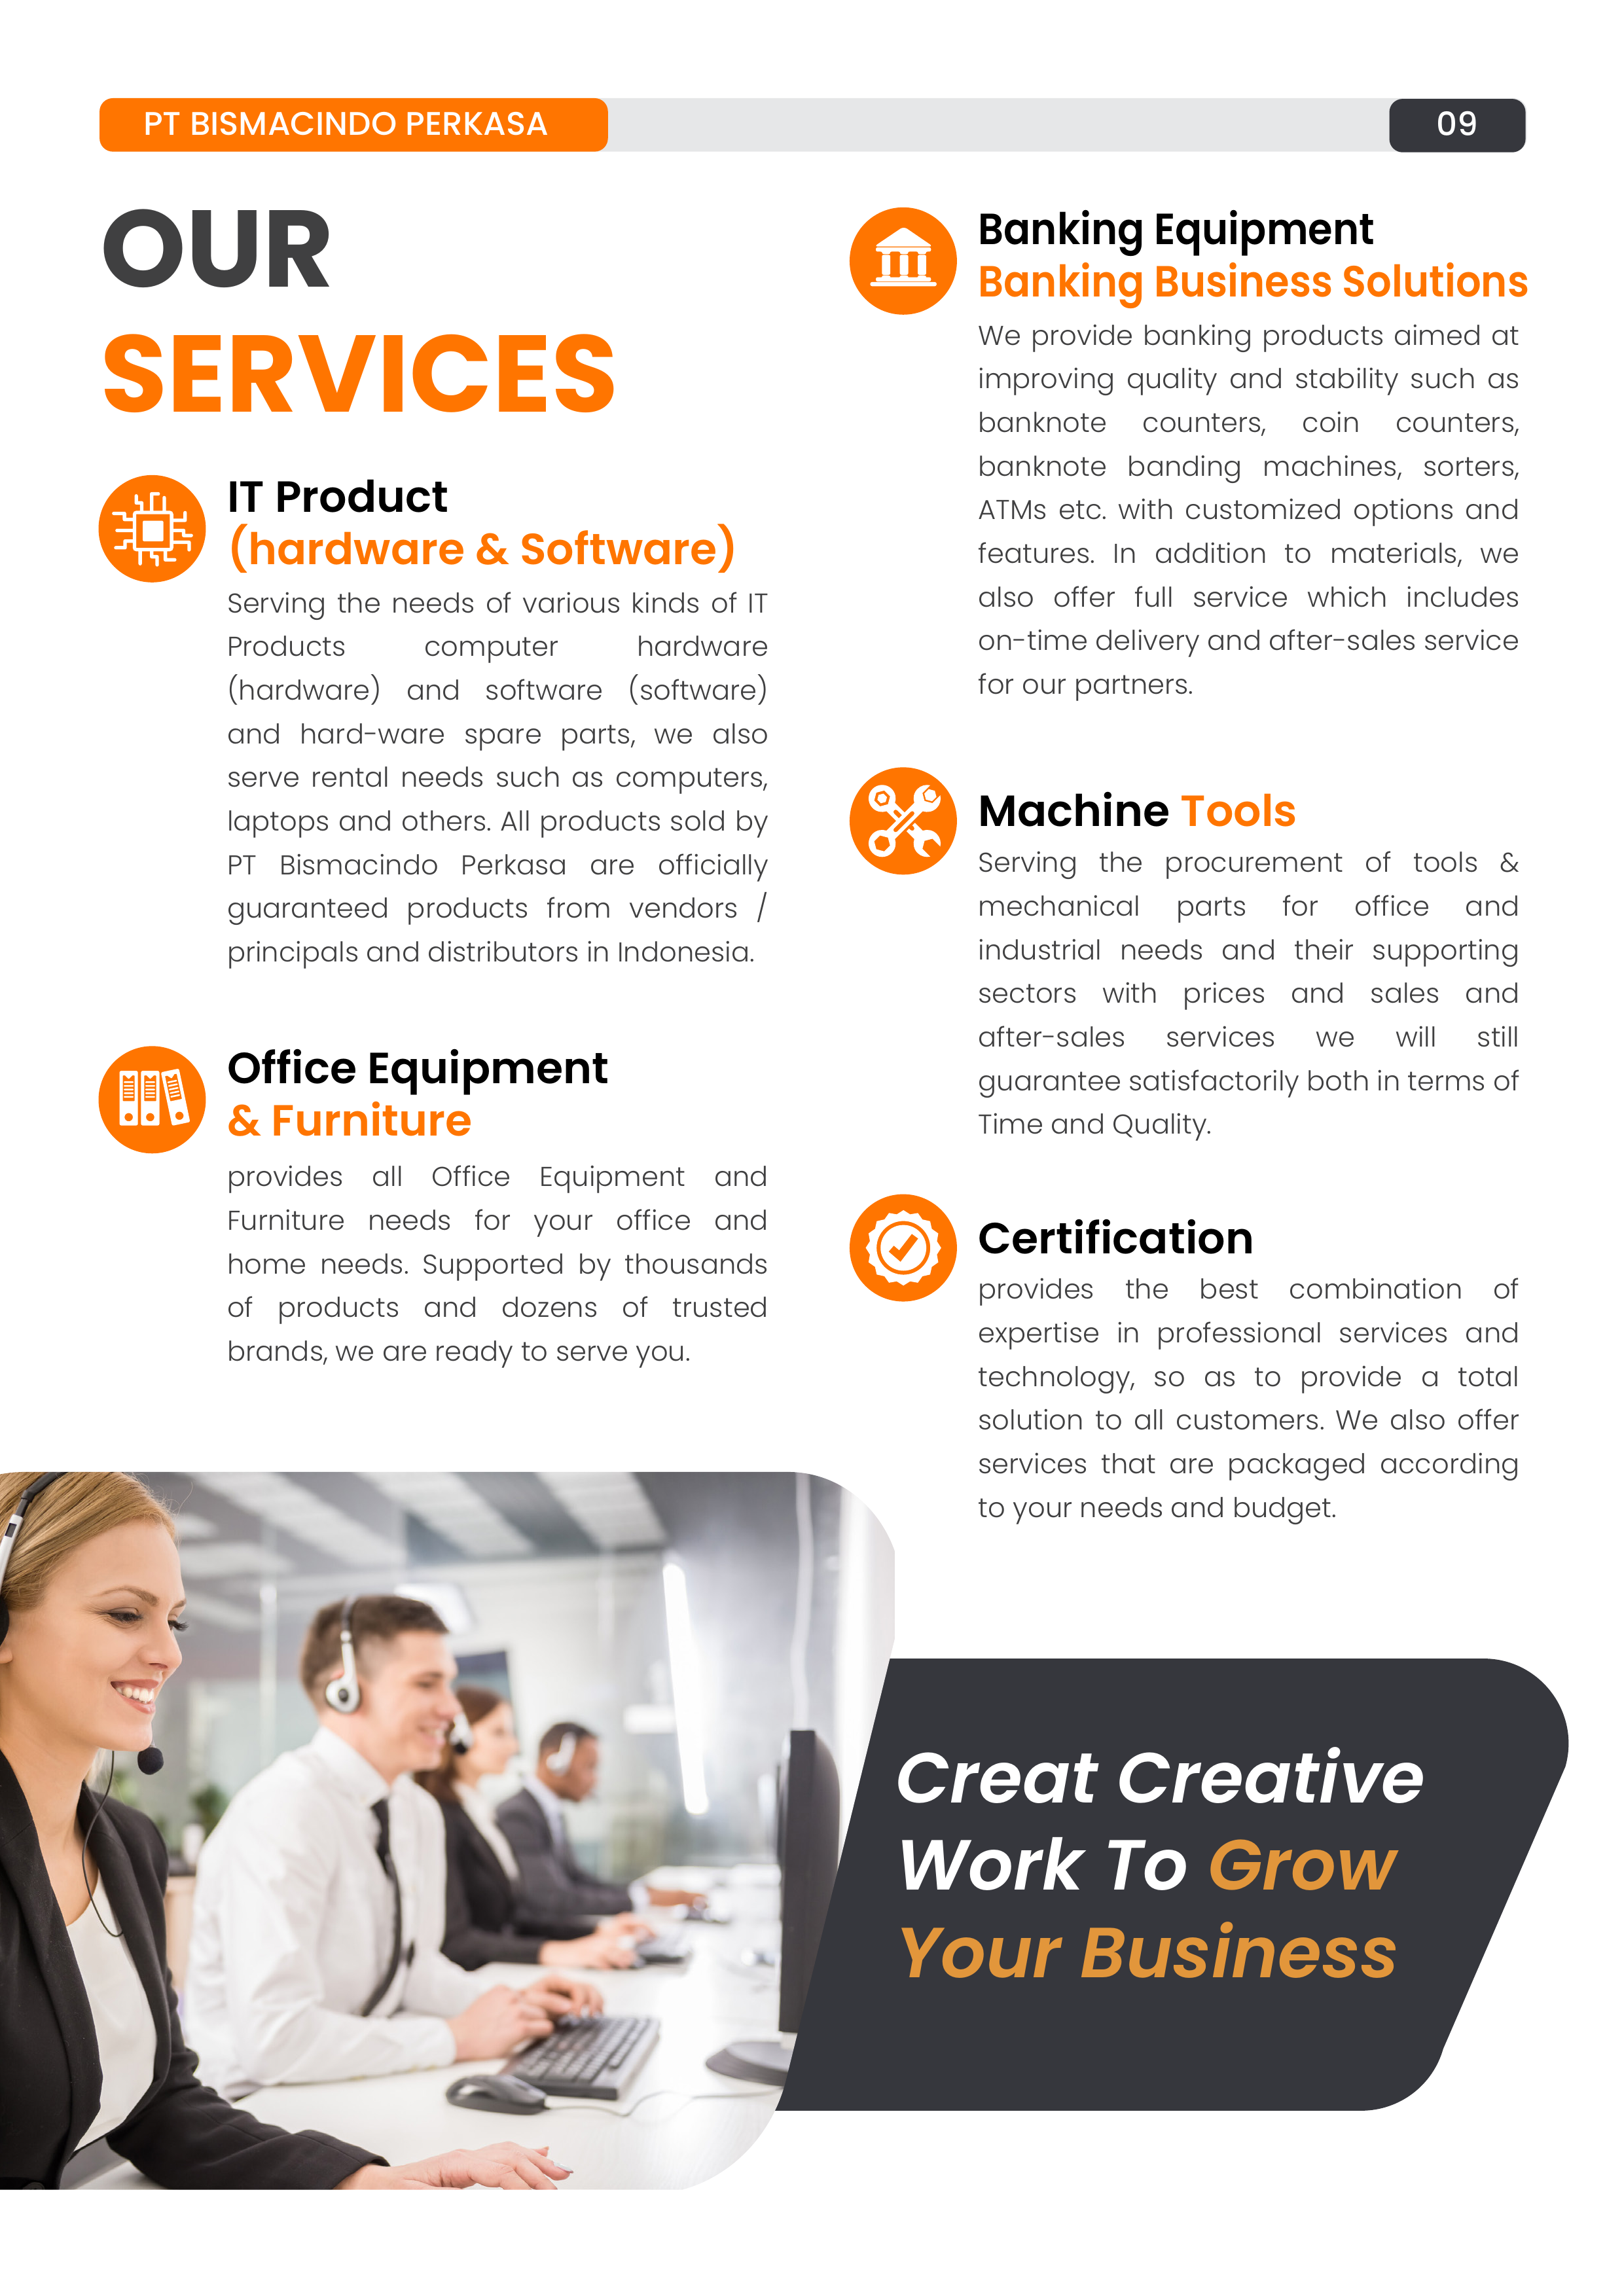 PT BISMACINDO PERKASA
09
OUR
SERVICES
IT Product
(hardware & Software)
Serving the needs of various kinds of IT
Products computer hardware
(hardware) and software (software)
and hard-ware spare parts, we also
serve rental needs such as computers,
laptops and others. All products sold by
PT Bismacindo Perkasa are officially
guaranteed products from vendors /
principals and distributors in Indonesia.
Office Equipment
& Furniture
provides all Office Equipment and
Furniture needs for your office and
home needs. Supported by thousands
of products and dozens of trusted
brands, we are ready to serve you.
Banking Equipment
Banking Business Solutions
We provide banking products aimed at
improving quality and stability such as
banknote counters, coin counters,
banknote banding machines, sorters,
ATMs etc. with customized options and
features. In addition to materials, we
also offer full service which includes
on-time delivery and after-sales service
for our partners.
Machine Tools
Serving the procurement of tools &
mechanical parts for office and
industrial needs and their supporting
sectors with prices and sales and
after-sales services we will still
guarantee satisfactorily both in terms of
Time and Quality.
Certification
provides the best combination of
expertise in professional services and
technology, so as to provide a total
solution to all customers. We also offer
services that are packaged according
to your needs and budget.
Creat Creative
Work To Grow
Your Business